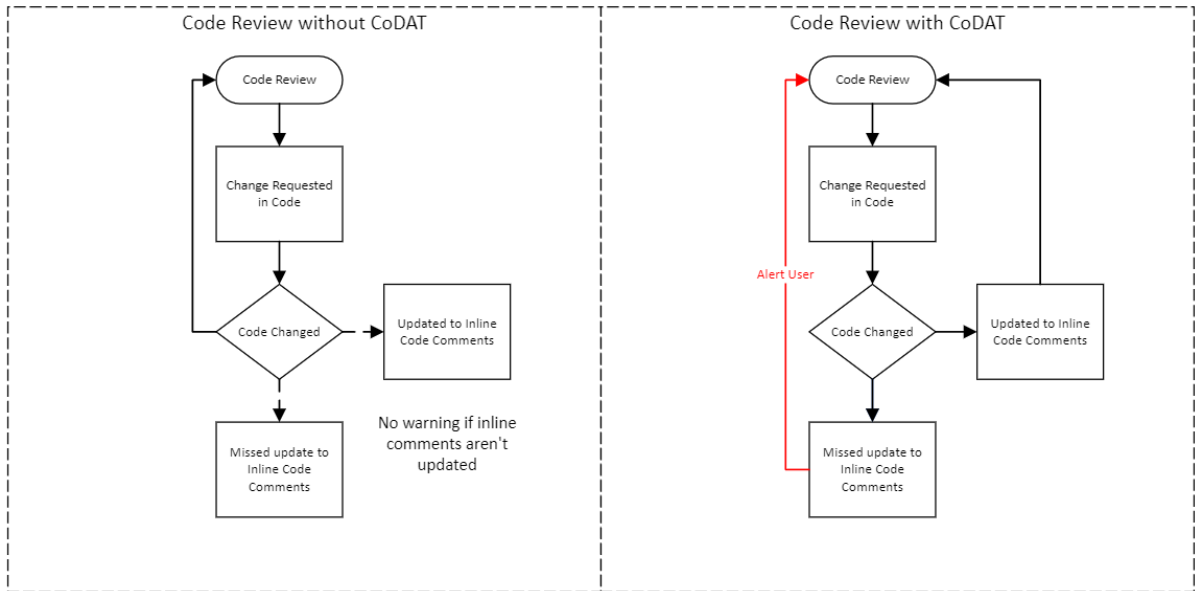 Code Review without CoDAT
Code Review
Change Requested
in Code
Code Changed
Updated to Inline
Code Comments
No warning if inline
comments aren't
updated
Missed update to
Inline Code
Comments
Code Review with CoDAT
Code Review
Change Requested
in Code
Alert User
Code Changed
Updated to Inline
Code Comments
Missed update to
Inline Code
Comments